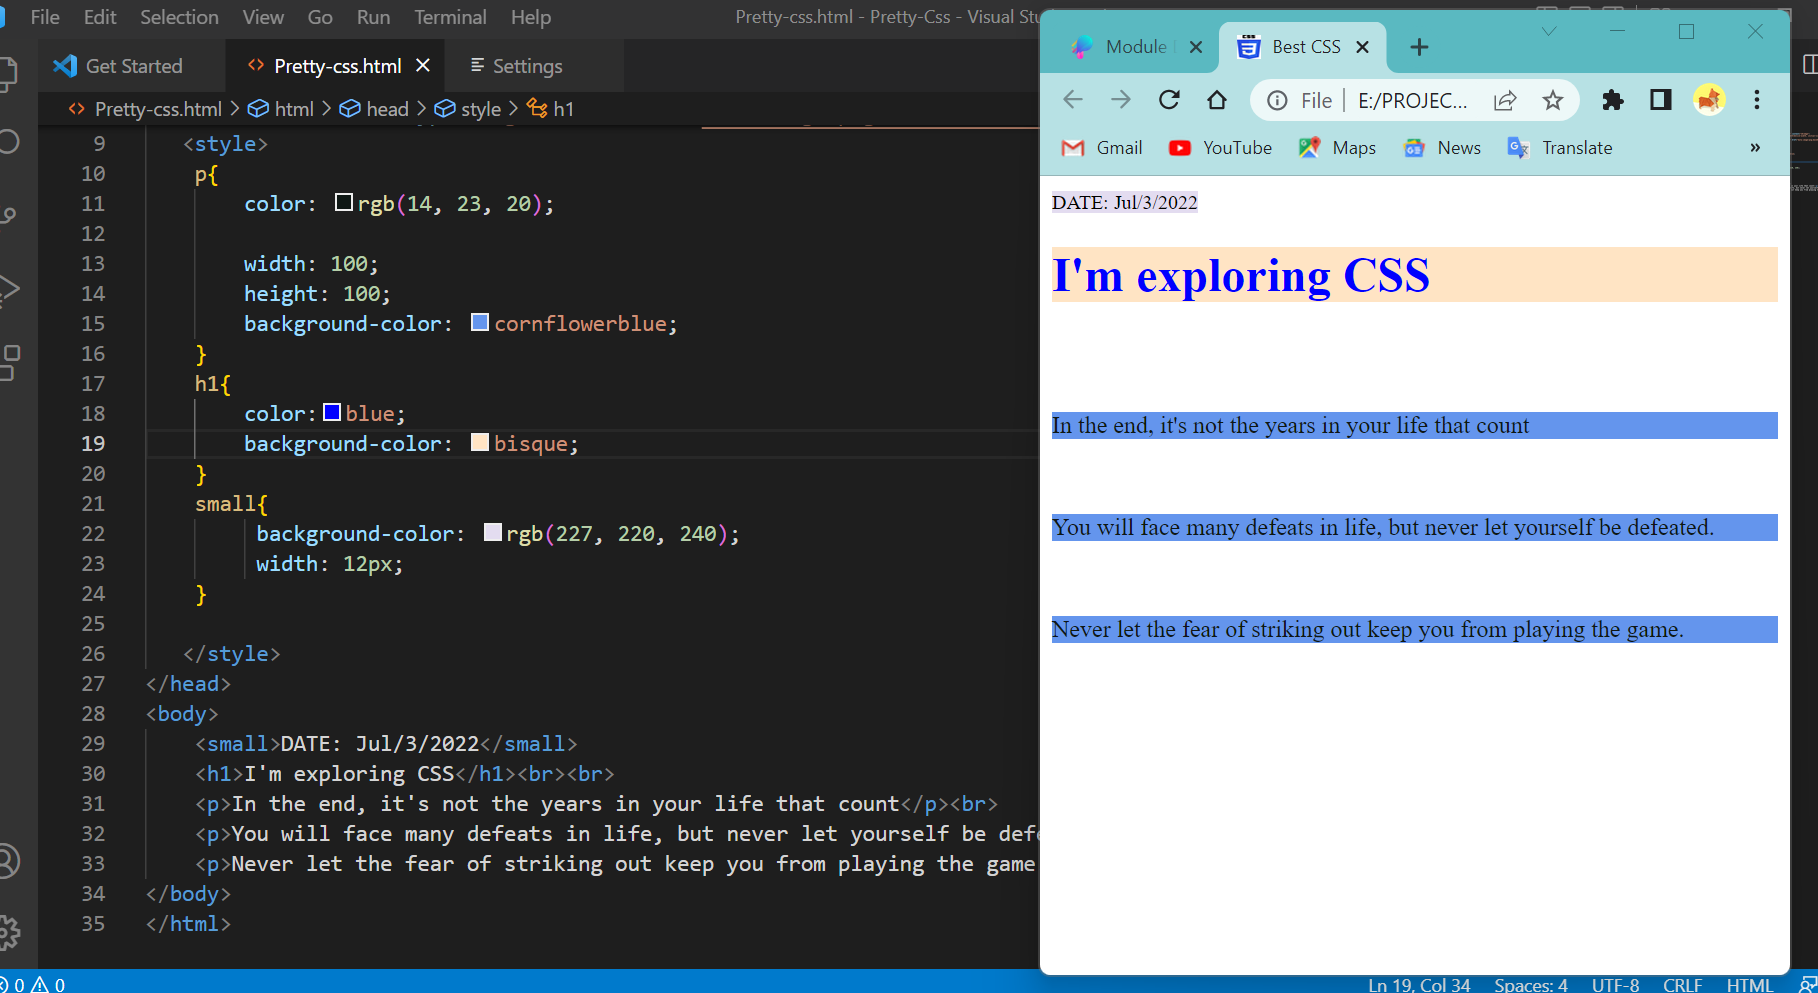 File Edit Selection View Go Run Terminal Help Pretty-css.html - Pretty-Css - Visual
Get Started Pretty-css.html Settings
Pretty-css.html > html > head > style > h1
9 <style>
10 p{
11 color: rgb(14, 23, 20);
12
13 width: 100;
14 height: 100;
15 background-color: cornflowerblue;
16 }
17 h1{
18 color: blue;
19 background-color: bisque;
20 }
21 small{
22 background-color: rgb(227, 220, 240);
23 width: 12px;
24 }
25
26 </style>
27 </head>
28 <body>
29 <small>DATE: Jul/3/2022</small>
30 <h1>I'm exploring CSS</h1><br><br>
31 <p>In the end, it's not the years in your life that count</p><br>
32 <p>You will face many defeats in life, but never let yourself be
33 <p>Never let the fear of striking out keep you from playing the game
34 </body>
35 </html>
0 0
Ln 19, Col 34 Spaces: 4 UTF-8 CRLF HTML
Module Best CSS
File E:/PROJEC...
Gmail YouTube Maps News Translate »
DATE: Jul/3/2022
I'm exploring CSS
In the end, it's not the years in your life that count
You will face many defeats in life, but never let yourself be defeated.
Never let the fear of striking out keep you from playing the game.